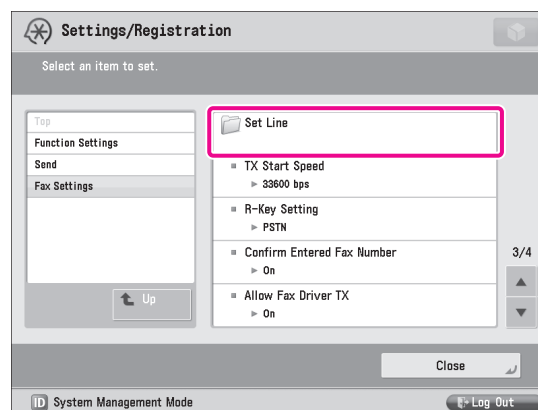 Settings/Registration
Select an item to set.
Top
Function Settings
Send
Fax Settings
Up
Set Line
TX Start Speed
33600 bps
R-Key Setting
PSTN
Confirm Entered Fax Number
On
Allow Fax Driver TX
On
3/4
Close
ID System Management Mode
Log Out